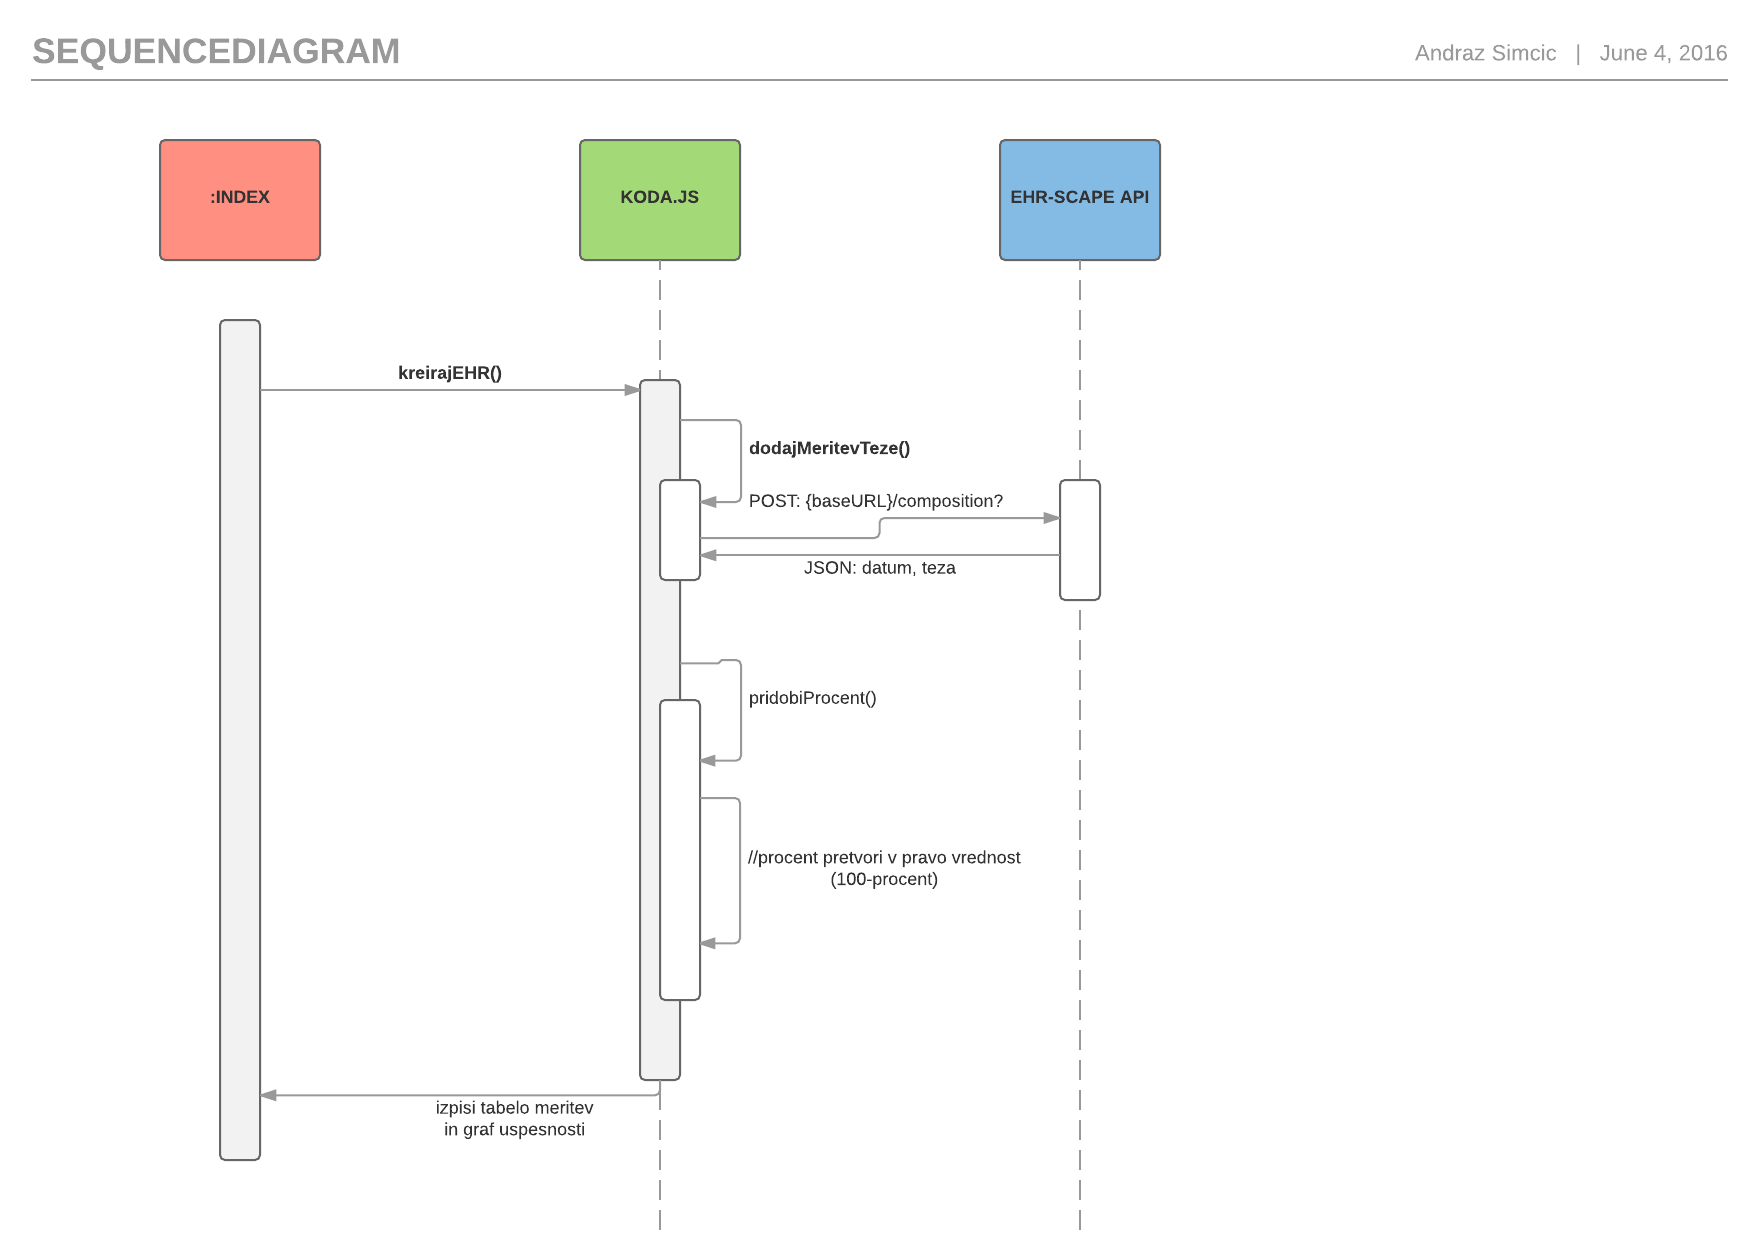 SEQUENCEDIAGRAM
Andraz Simcic | June 4, 2016
:INDEX
KODA.JS
EHR-SCAPE API
kreirajEHR()
dodajMeritevTeze()
POST: {baseURL}/composition?
JSON: datum, teza
pridobiProcent()
//procent pretvori v pravo vrednost
(100-procent)
izpisi tabelo meritev
in graf uspesnosti